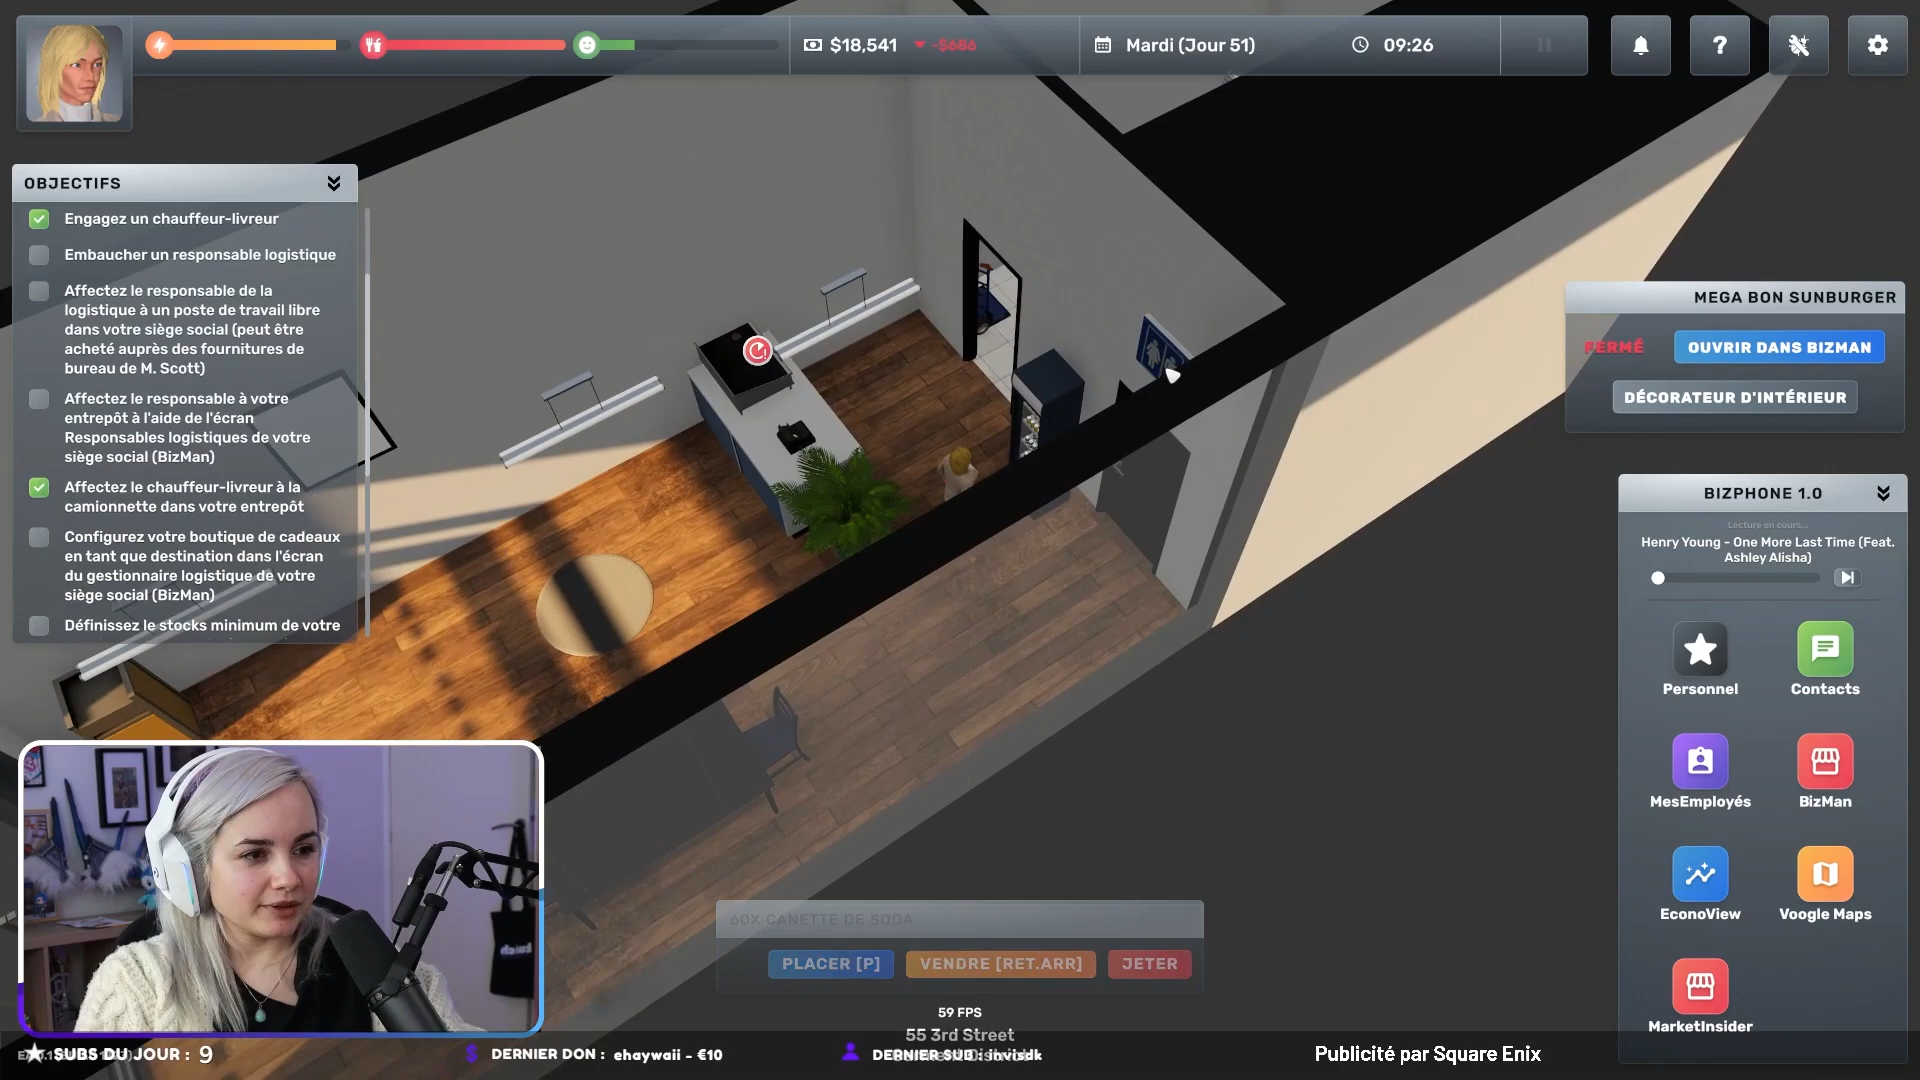 $18,541
-$686
Mardi (Jour 51)
09:26
?
OBJECTIFS
Engagez un chauffeur-livreur
Embaucher un responsable logistique
Affectez le responsable de la
logistique à un poste de travail libre
dans votre siège social (peut être
acheté auprès des fournitures de
bureau de M. Scott)
Affectez le responsable à votre
entrepôt à l'aide de l'écran
Responsables logistiques de votre
siège social (BizMan)
Affectez le chauffeur-livreur à la
camionnette dans votre entrepôt
Configurez votre boutique de cadeaux
en tant que destination dans l'écran
du gestionnaire logistique de votre
siège social (BizMan)
Définissez le stocks minimum de votre
MEGA BON SUNBURGER
FERMÉ
OUVRIR DANS BIZMAN
DÉCORATEUR D'INTÉRIEUR
BIZPHONE 1.0
Lecture en cours...
Henry Young - One More Last Time (Feat.
Ashley Alisha)
Personnel
Contacts
MesEmployés
BizMan
EconoView
Voogle Maps
MarketInsider
60X CANETTE DE SODA
PLACER [P]
VENDRE [RET.ARR]
JETER
59 FPS
55 3rd Street
SUBS DU JOUR : 9
DERNIER DON : ehaywaii - €10
DERNIER SUB :
Publicité par Square Enix